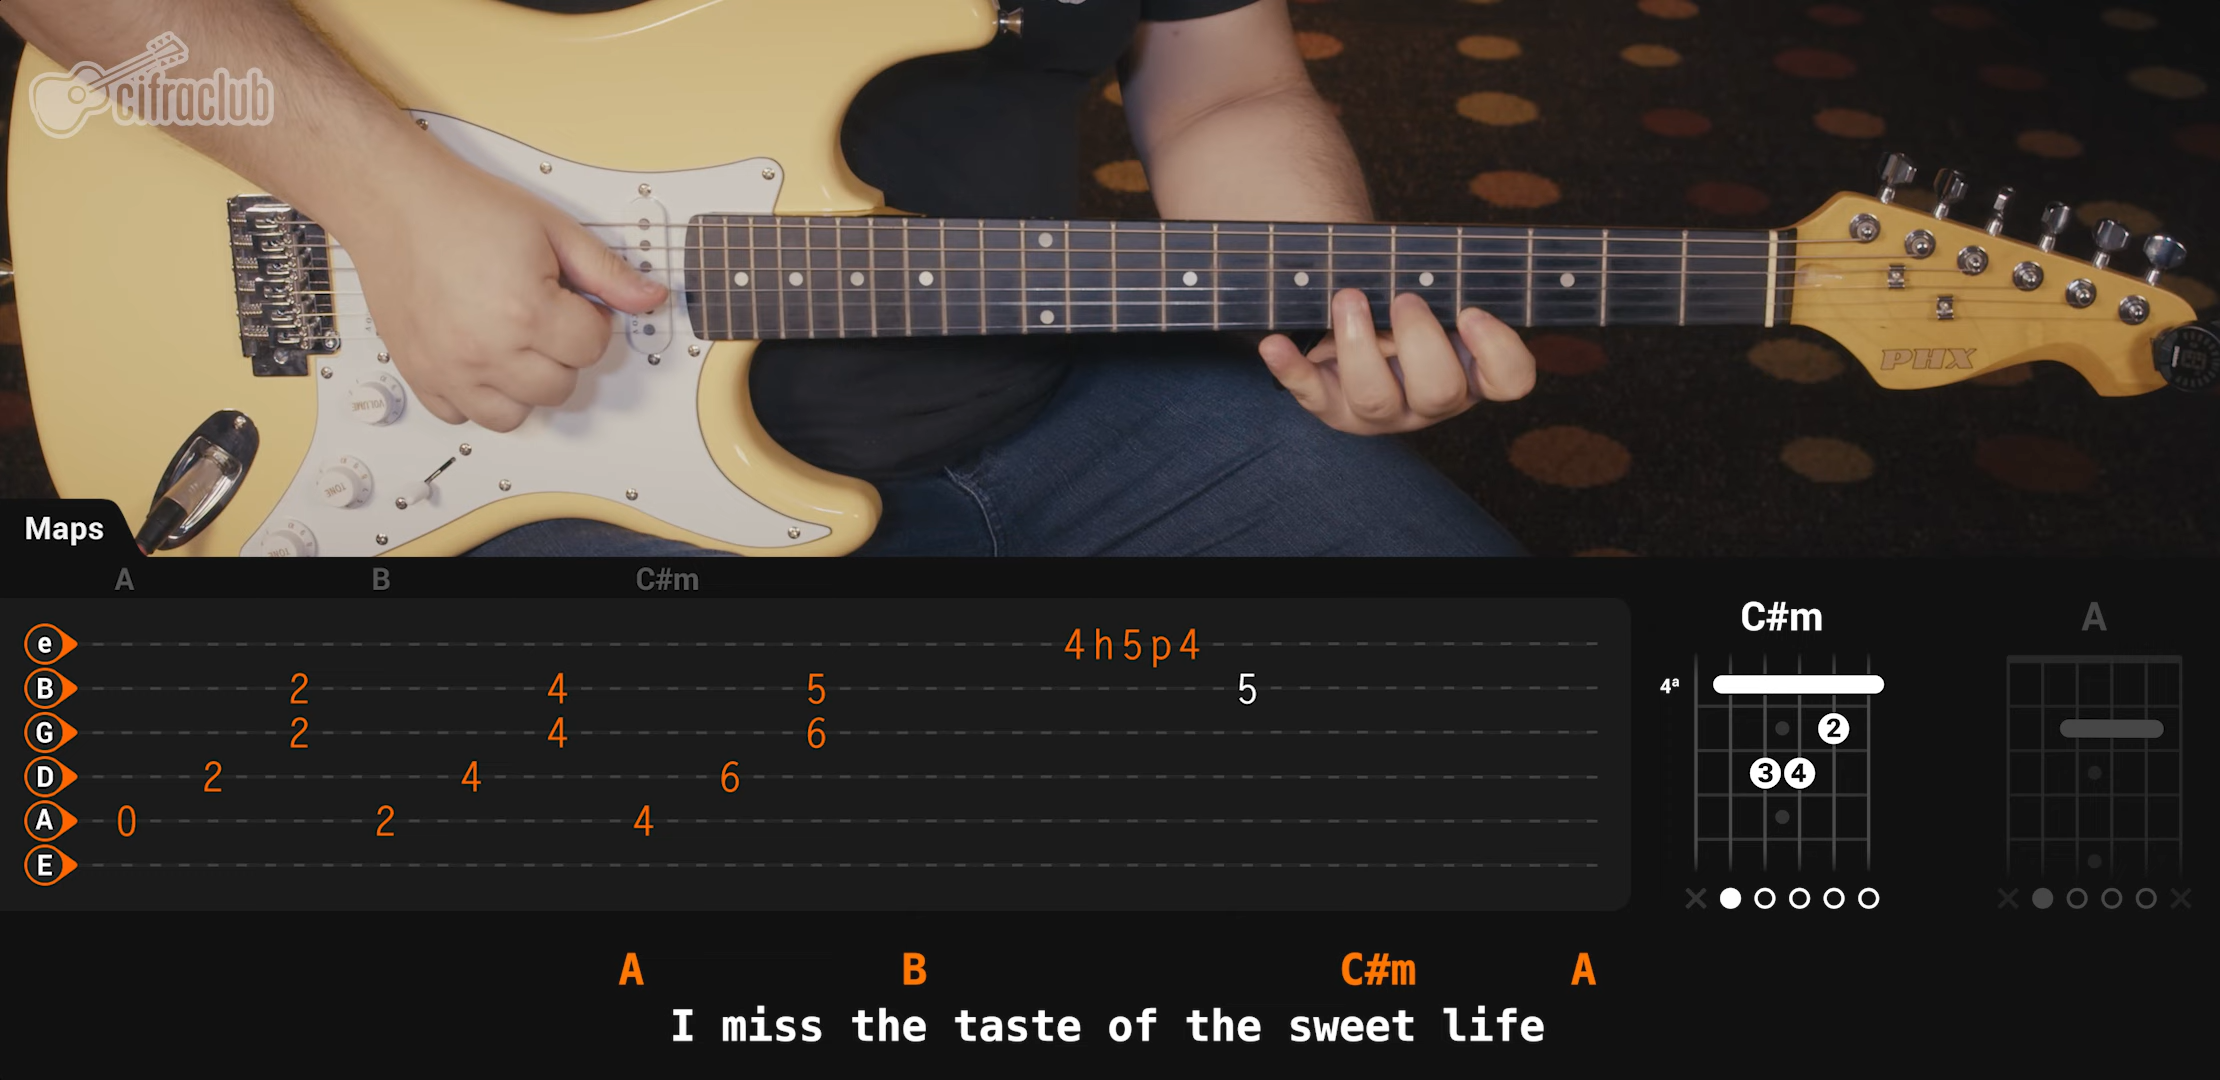 cifraclub
VOLUME
TONE
TONE
PHX
Maps
A B C#m
e 4h5p4
B 2 4 5 5
G 2 4 6
D 2 4 6
A 0 2 4
E
C#m A
4ª
2
3 4
A B C#m A
I miss the taste of the sweet life